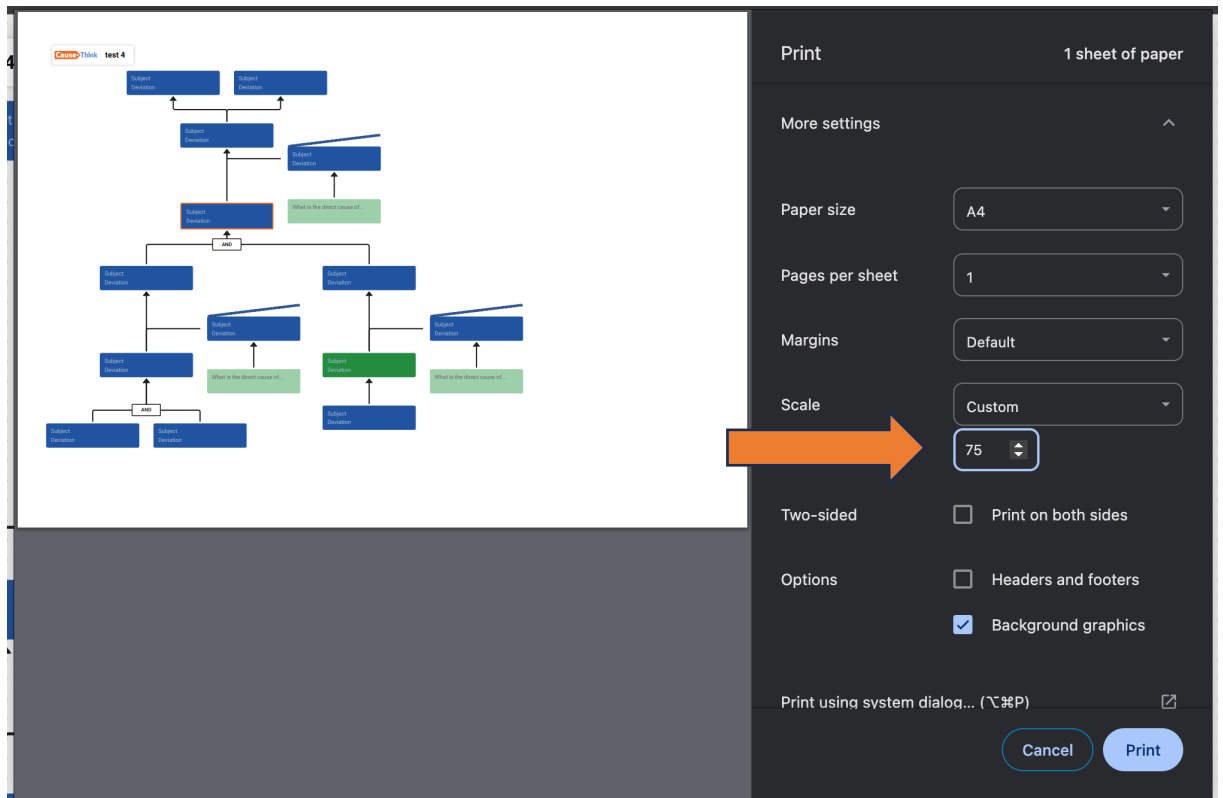 4
Cause>Think test 4
Subject
Deviation
Subject
Deviation
Subject
Deviation
Subject
Deviation
What is the direct cause of...
Subject
Deviation
AND
Subject
Deviation
Subject
Deviation
Subject
Deviation
Subject
Deviation
Subject
Deviation
What is the direct cause of...
Subject
Deviation
What is the direct cause of...
AND
Subject
Deviation
Subject
Deviation
Subject
Deviation
Print
1 sheet of paper
More settings
Paper size
A4
Pages per sheet
1
Margins
Default
Scale
Custom
75
Two-sided
Print on both sides
Options
Headers and footers
Background graphics
Print using system dialog... (⌥⌘P)
Cancel
Print